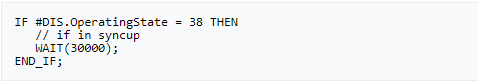 IF #DIS.OperatingState = 38 THEN
   // if in syncup
   WAIT(30000);
END_IF;